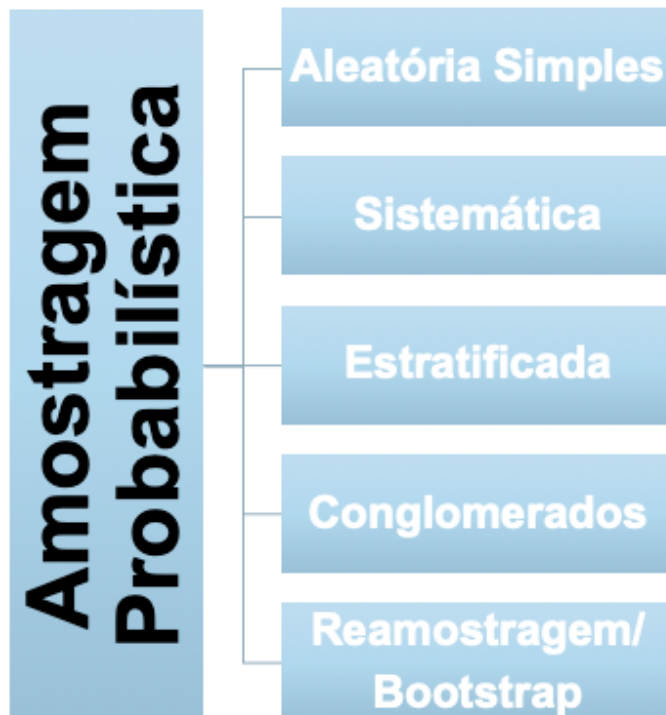 Amostragem
Probabilística
Aleatória Simples
Sistemática
Estratificada
Conglomerados
Reamostragem/
Bootstrap